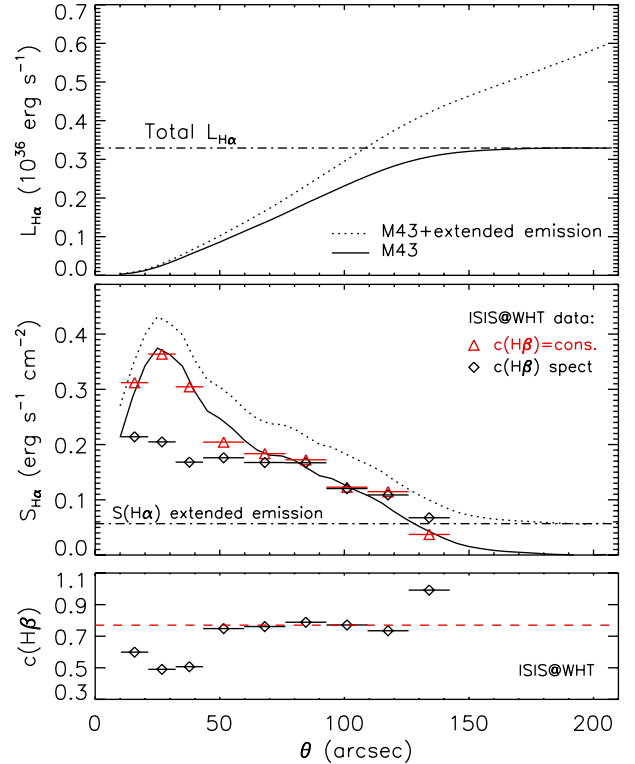 0.7
0.6
0.5
0.4
0.3
0.2
0.1
0.0
L_Hα (10^36 erg s^−1)
Total L_Hα
M43+extended emission
M43
0.4
0.3
0.2
0.1
0.0
S_Hα (erg s^−1 cm^−2)
ISIS@WHT data:
c(Hβ)=cons.
c(Hβ) spect
S(Hα) extended emission
1.1
0.9
0.7
0.5
0.3
c(Hβ)
ISIS@WHT
0 50 100 150 200
θ (arcsec)